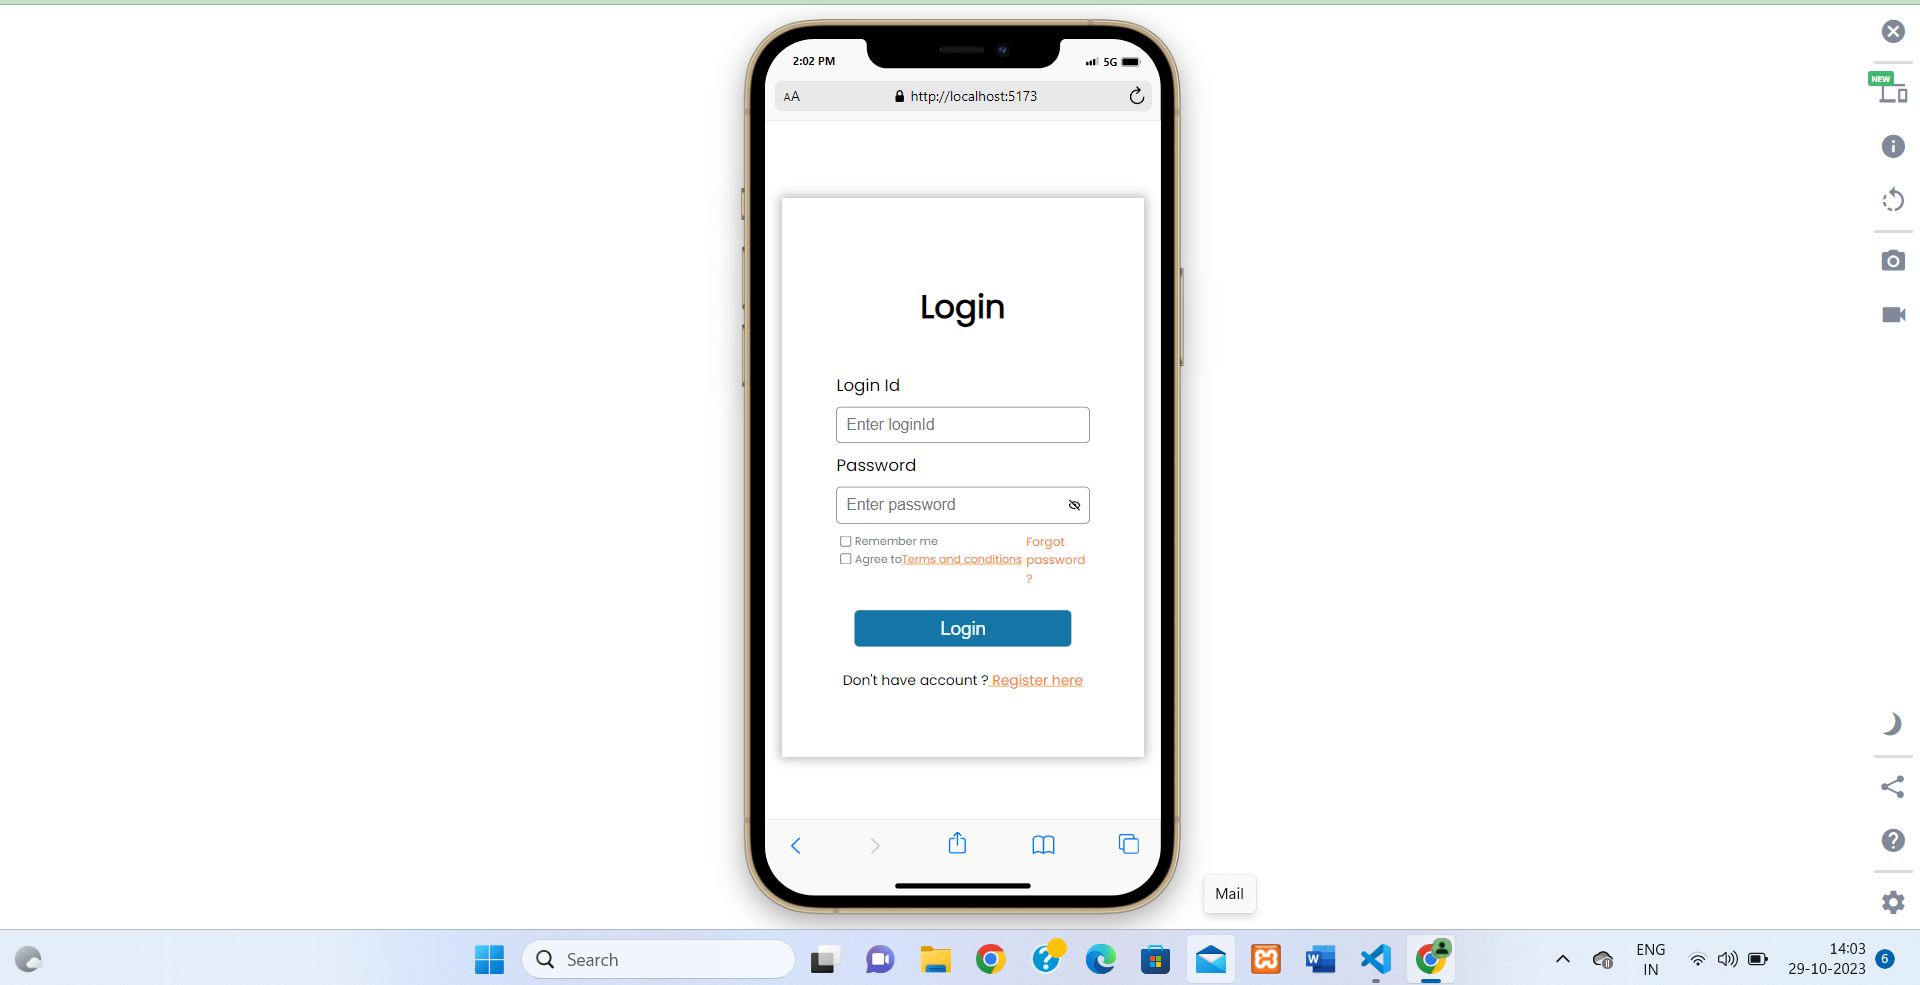 2:02 PM
5G
AA
http://localhost:5173
NEW
Login
Login Id
Enter loginId
Password
Enter password
Remember me
Agree toTerms and conditions
Forgot
password
?
Login
Don't have account ? Register here
Mail
Search
ENG
IN
14:03
29-10-2023
6